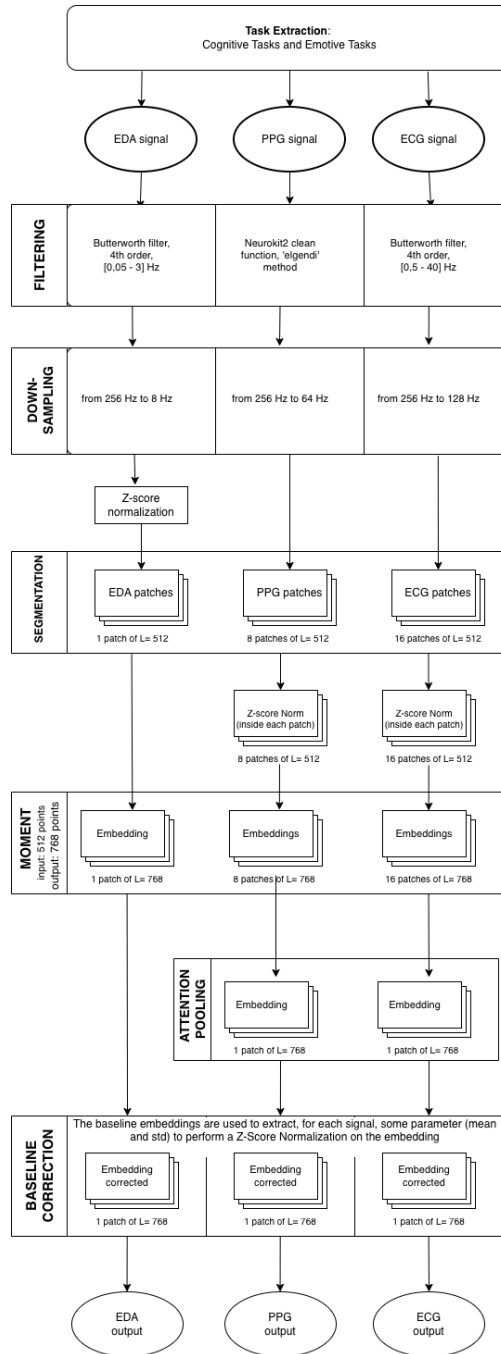 Task Extraction:
Cognitive Tasks and Emotive Tasks
EDA signal
PPG signal
ECG signal
FILTERING
Butterworth filter,
4th order,
[0,05 - 3] Hz
Neurokit2 clean
function, 'elgendi'
method
Butterworth filter,
4th order,
[0,5 - 40] Hz
DOWN-
SAMPLING
from 256 Hz to 8 Hz
from 256 Hz to 64 Hz
from 256 Hz to 128 Hz
Z-score
normalization
SEGMENTATION
EDA patches
PPG patches
ECG patches
1 patch of L= 512
8 patches of L= 512
16 patches of L= 512
Z-score Norm
(inside each patch)
Z-score Norm
(inside each patch)
8 patches of L= 512
16 patches of L= 512
MOMENT
input: 512 points
output: 768 points
Embedding
Embeddings
Embeddings
1 patch of L= 768
8 patches of L= 768
16 patches of L= 768
ATTENTION
POOLING
Embedding
Embedding
1 patch of L= 768
1 patch of L= 768
BASELINE
CORRECTION
The baseline embeddings are used to extract, for each signal, some parameter (mean
and std) to perform a Z-Score Normalization on the embedding
Embedding
corrected
Embedding
corrected
Embedding
corrected
1 patch of L= 768
1 patch of L= 768
1 patch of L= 768
EDA
output
PPG
output
ECG
output